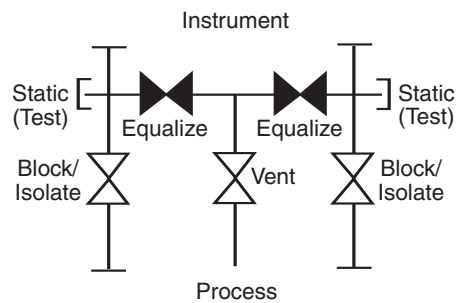 Instrument
Static
(Test)
Equalize
Equalize
Static
(Test)
Block/
Isolate
Vent
Block/
Isolate
Process